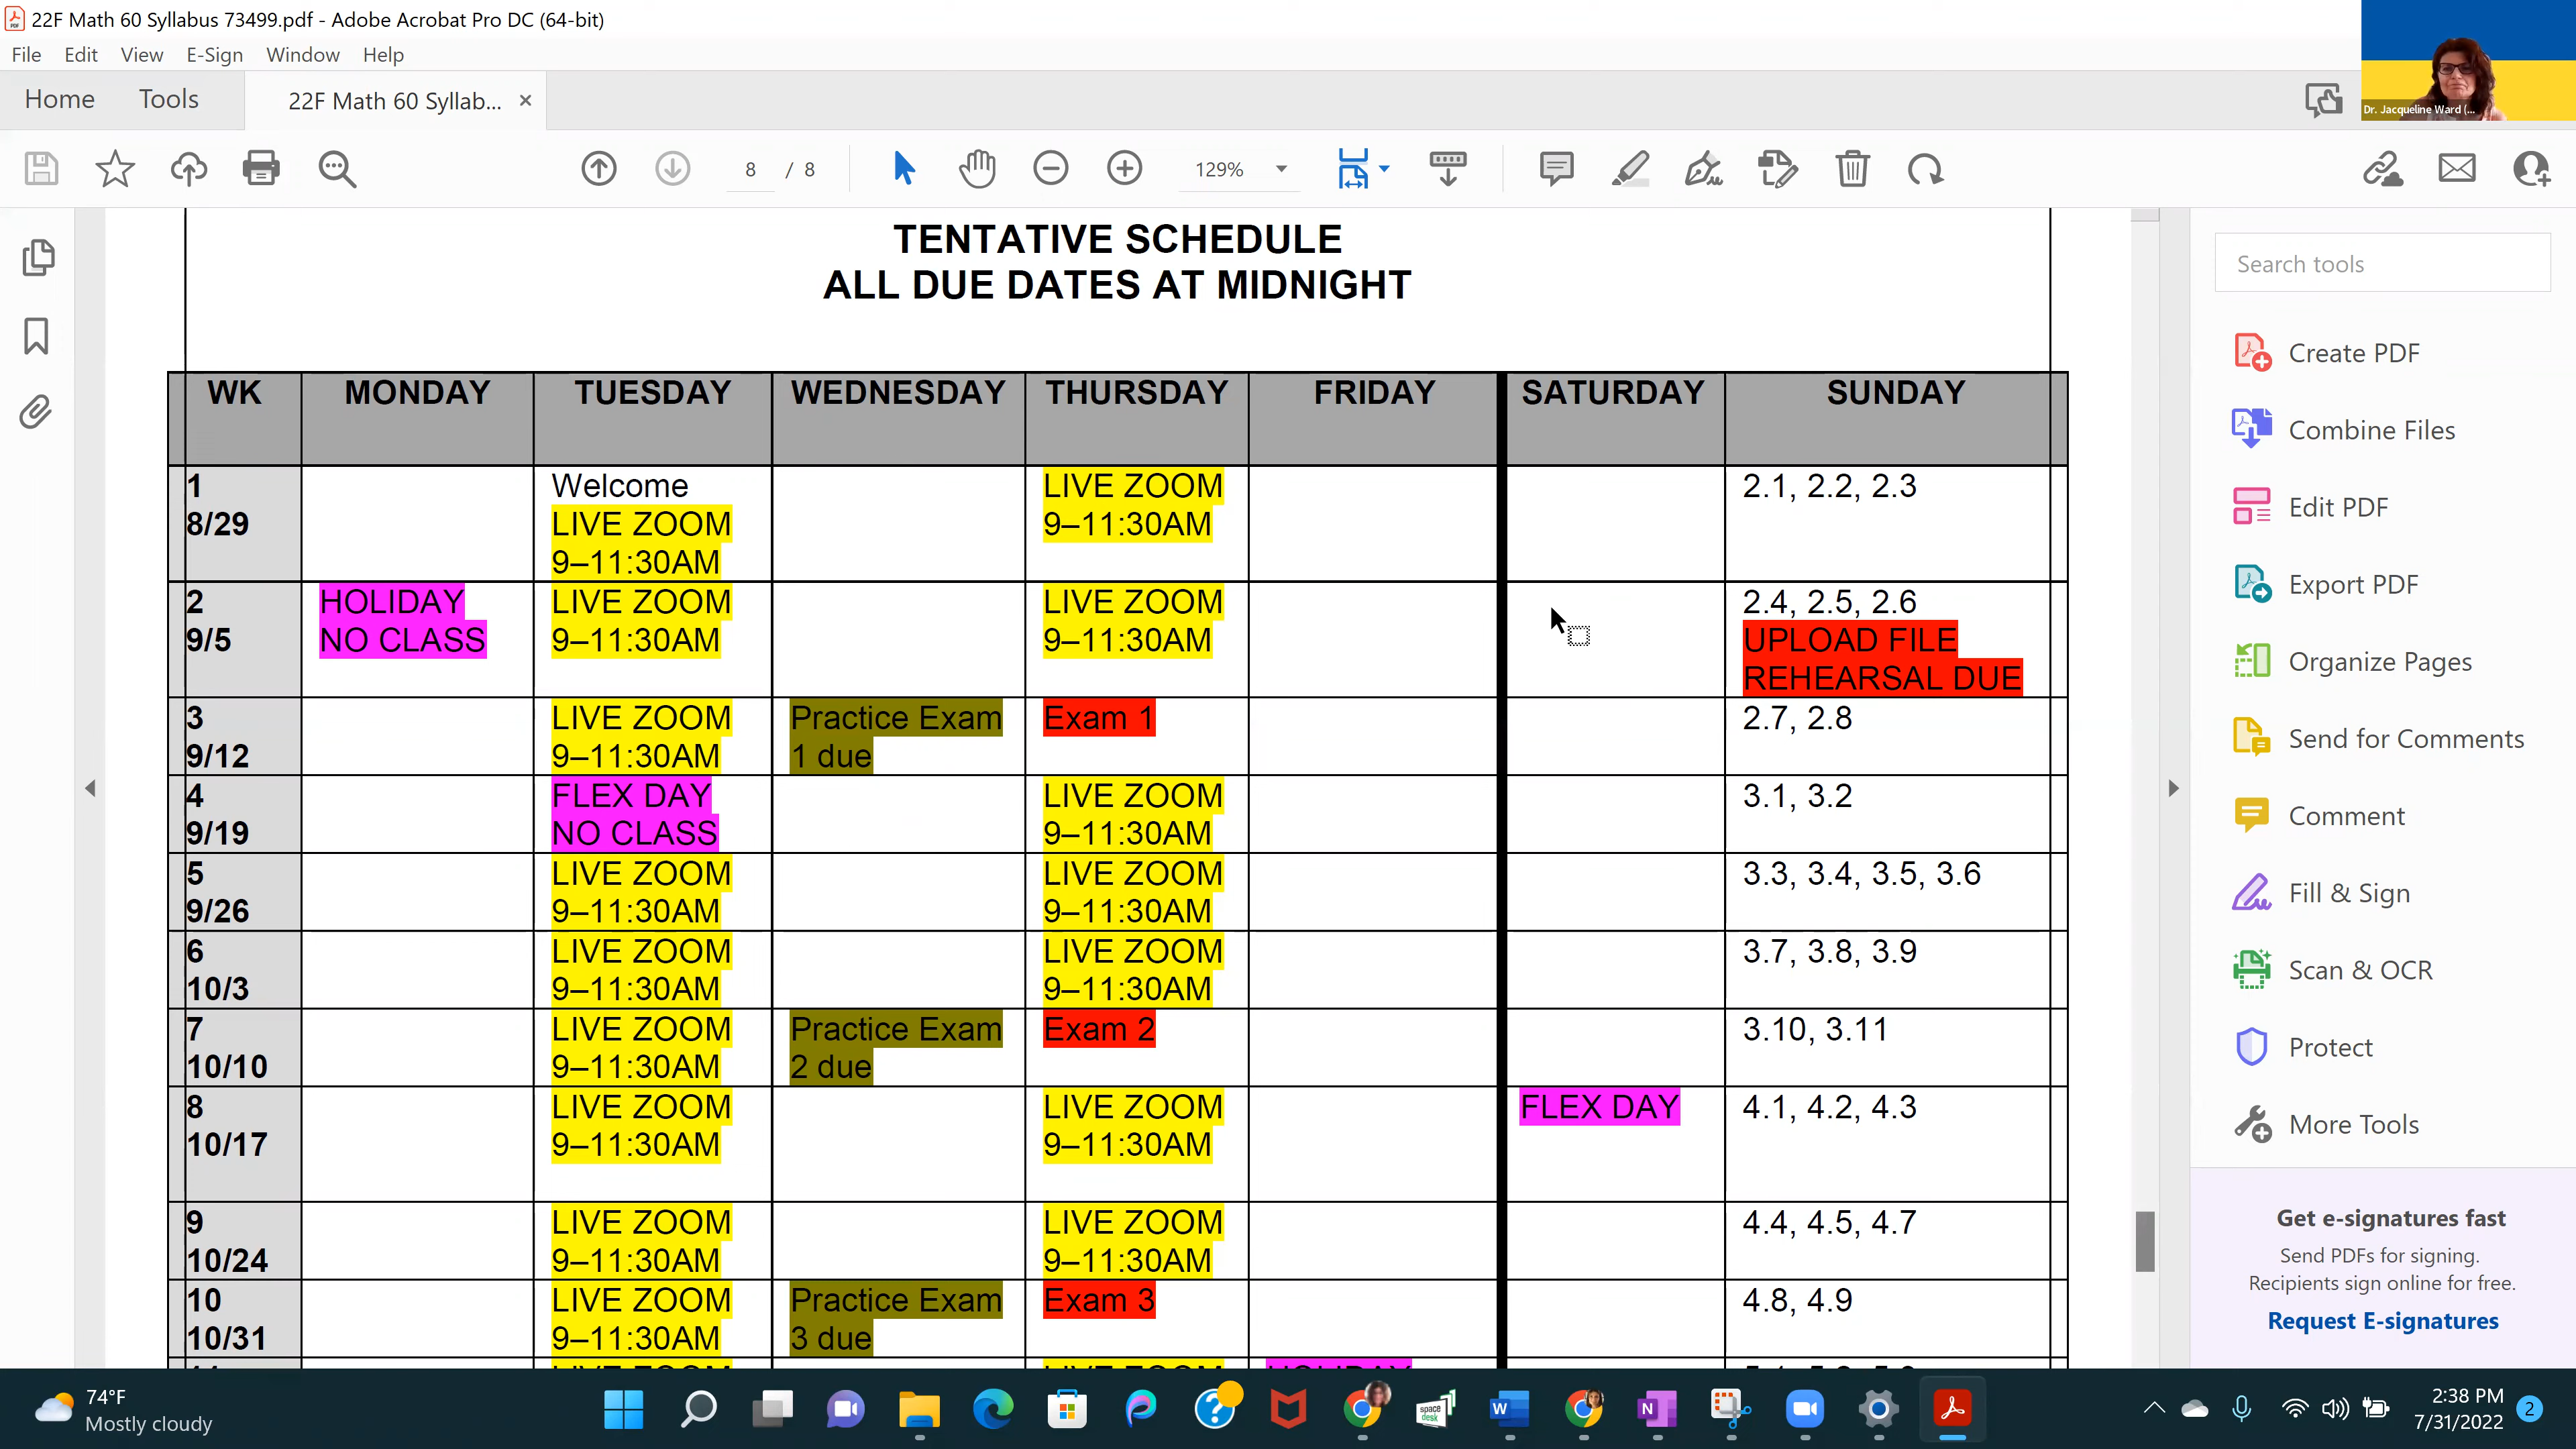 22F Math 60 Syllabus 73499.pdf - Adobe Acrobat Pro DC (64-bit)
File Edit View E-Sign Window Help
Home Tools 22F Math 60 Syllab... ×
8 / 8 129%
Dr. Jacqueline Ward (...
TENTATIVE SCHEDULE
ALL DUE DATES AT MIDNIGHT
WK MONDAY TUESDAY WEDNESDAY THURSDAY FRIDAY SATURDAY SUNDAY
1 Welcome LIVE ZOOM 2.1, 2.2, 2.3
8/29 LIVE ZOOM 9–11:30AM
9–11:30AM
2 HOLIDAY LIVE ZOOM LIVE ZOOM 2.4, 2.5, 2.6
9/5 NO CLASS 9–11:30AM 9–11:30AM UPLOAD FILE
REHEARSAL DUE
3 LIVE ZOOM Practice Exam Exam 1 2.7, 2.8
9/12 9–11:30AM 1 due
4 FLEX DAY LIVE ZOOM 3.1, 3.2
9/19 NO CLASS 9–11:30AM
5 LIVE ZOOM LIVE ZOOM 3.3, 3.4, 3.5, 3.6
9/26 9–11:30AM 9–11:30AM
6 LIVE ZOOM LIVE ZOOM 3.7, 3.8, 3.9
10/3 9–11:30AM 9–11:30AM
7 LIVE ZOOM Practice Exam Exam 2 3.10, 3.11
10/10 9–11:30AM 2 due
8 LIVE ZOOM LIVE ZOOM FLEX DAY 4.1, 4.2, 4.3
10/17 9–11:30AM 9–11:30AM
9 LIVE ZOOM LIVE ZOOM 4.4, 4.5, 4.7
10/24 9–11:30AM 9–11:30AM
10 LIVE ZOOM Practice Exam Exam 3 4.8, 4.9
10/31 9–11:30AM 3 due
Search tools
Create PDF
Combine Files
Edit PDF
Export PDF
Organize Pages
Send for Comments
Comment
Fill & Sign
Scan & OCR
Protect
More Tools
Get e-signatures fast
Send PDFs for signing.
Recipients sign online for free.
Request E-signatures
74°F
Mostly cloudy
space
desk
2:38 PM
7/31/2022
2